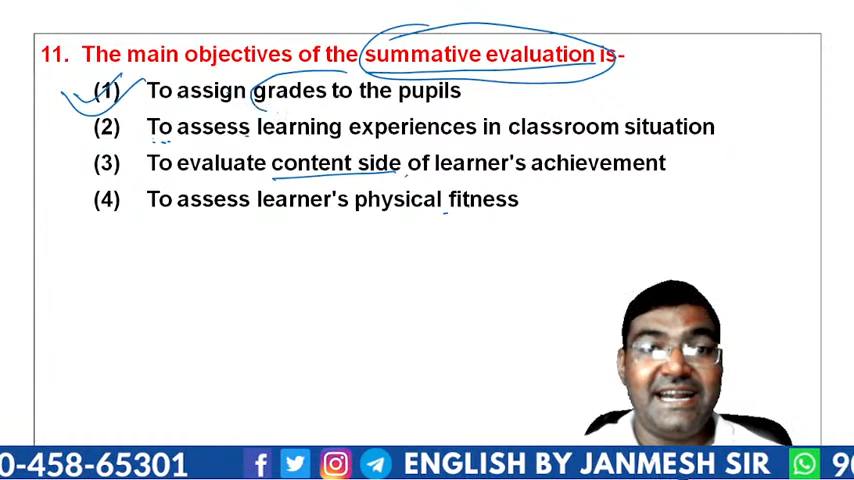 11. The main objectives of the summative evaluation is-
(1) To assign grades to the pupils
(2) To assess learning experiences in classroom situation
(3) To evaluate content side of learner's achievement
(4) To assess learner's physical fitness
0-458-65301 ENGLISH BY JANMESH SIR 90